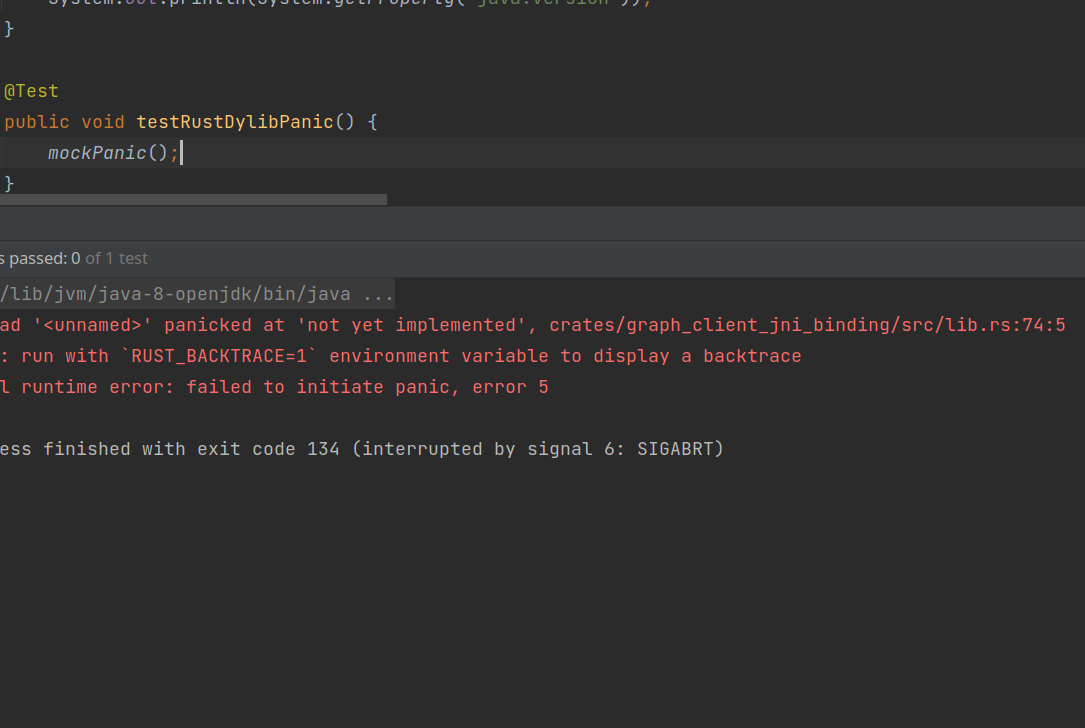 System.out.println(System.getProperty("java.version"));
}
@Test
public void testRustDylibPanic() {
mockPanic();
}
s passed: 0 of 1 test
/lib/jvm/java-8-openjdk/bin/java ...
ad '<unnamed>' panicked at 'not yet implemented', crates/graph_client_jni_binding/src/lib.rs:74:5
: run with `RUST_BACKTRACE=1` environment variable to display a backtrace
l runtime error: failed to initiate panic, error 5
ess finished with exit code 134 (interrupted by signal 6: SIGABRT)